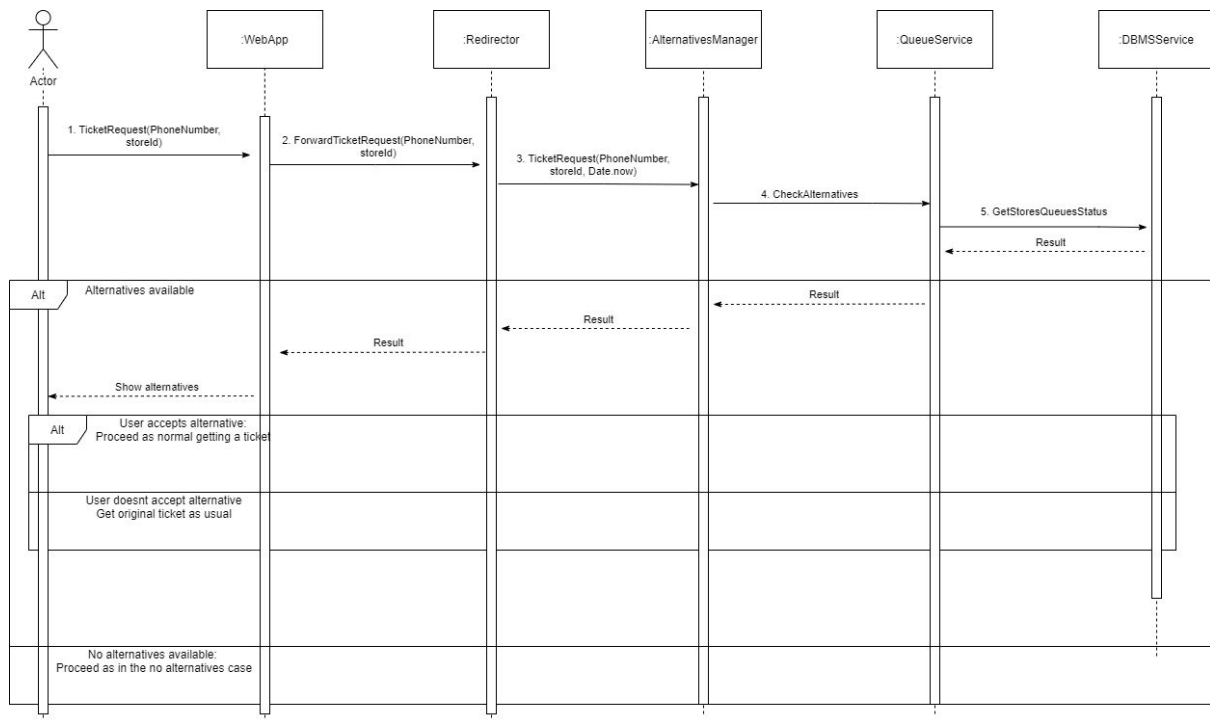 :WebApp
:Redirector
:AlternativesManager
:QueueService
:DBMSService
Actor
1. TicketRequest(PhoneNumber,
storeId)
2. ForwardTicketRequest(PhoneNumber,
storeId)
3. TicketRequest(PhoneNumber,
storeId, Date.now)
4. CheckAlternatives
5. GetStoresQueuesStatus
Result
Alt
Alternatives available
Result
Result
Result
Show alternatives
Alt
User accepts alternative:
Proceed as normal getting a ticket
User doesnt accept alternative
Get original ticket as usual
No alternatives available:
Proceed as in the no alternatives case